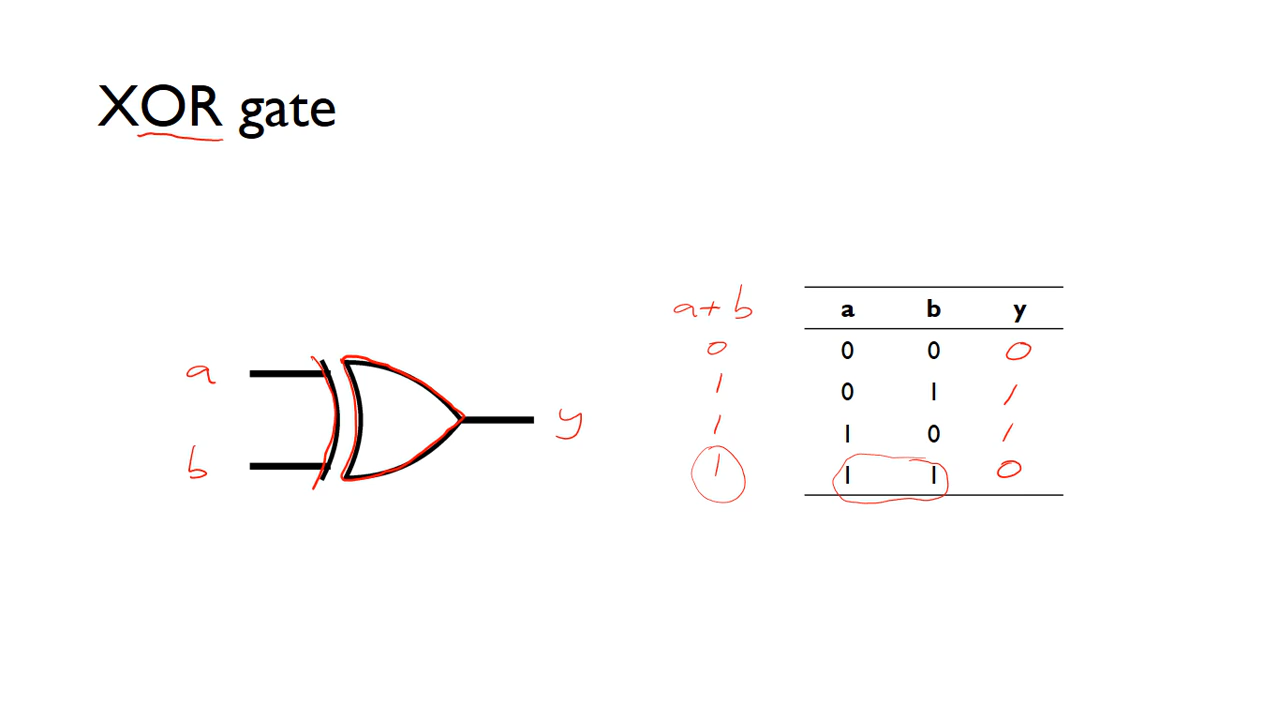 XOR gate
a+b a b y
0 0 0 0
a
1 0 1 1
y
1 1 0 1
b
1 1 1 0